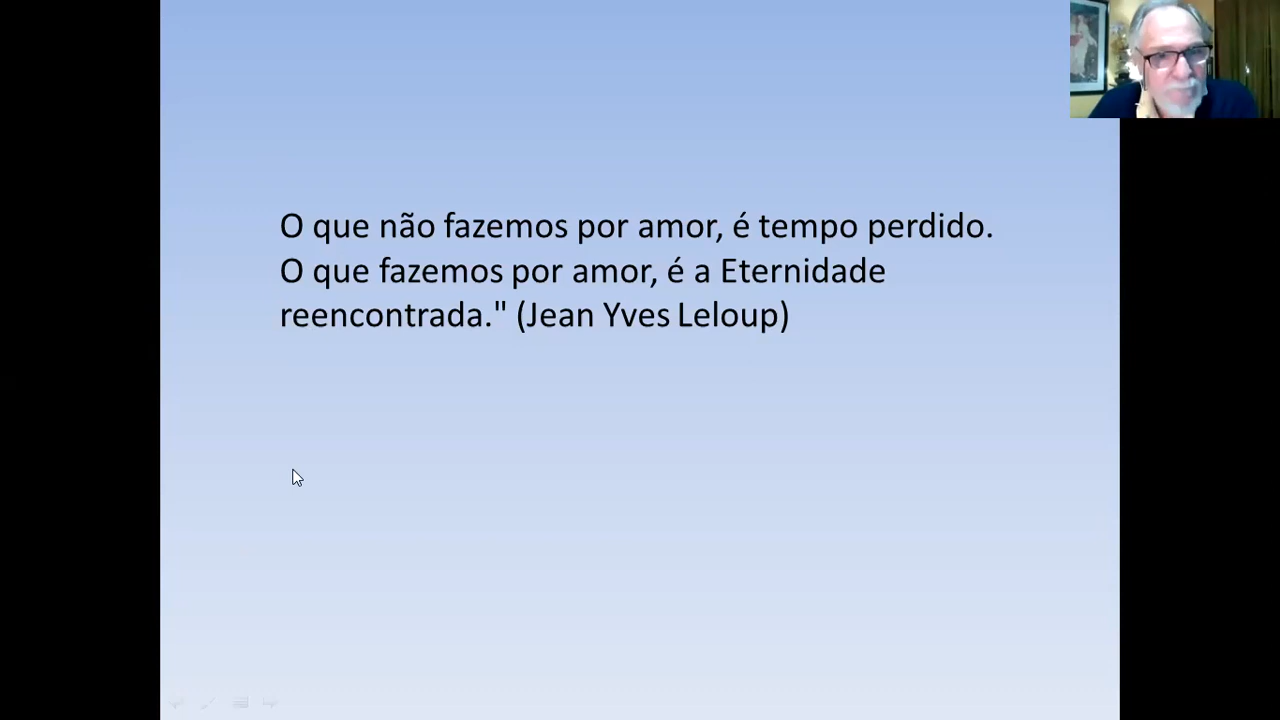 O que não fazemos por amor, é tempo perdido.
O que fazemos por amor, é a Eternidade
reencontrada." (Jean Yves Leloup)